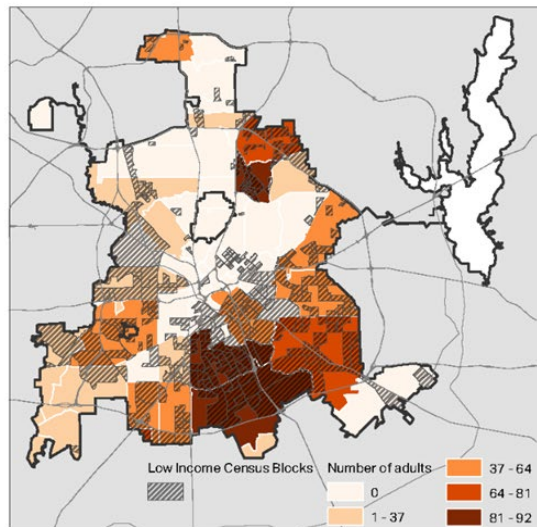 Low Income Census Blocks
Number of adults
0
1 - 37
37 - 64
64 - 81
81 - 92